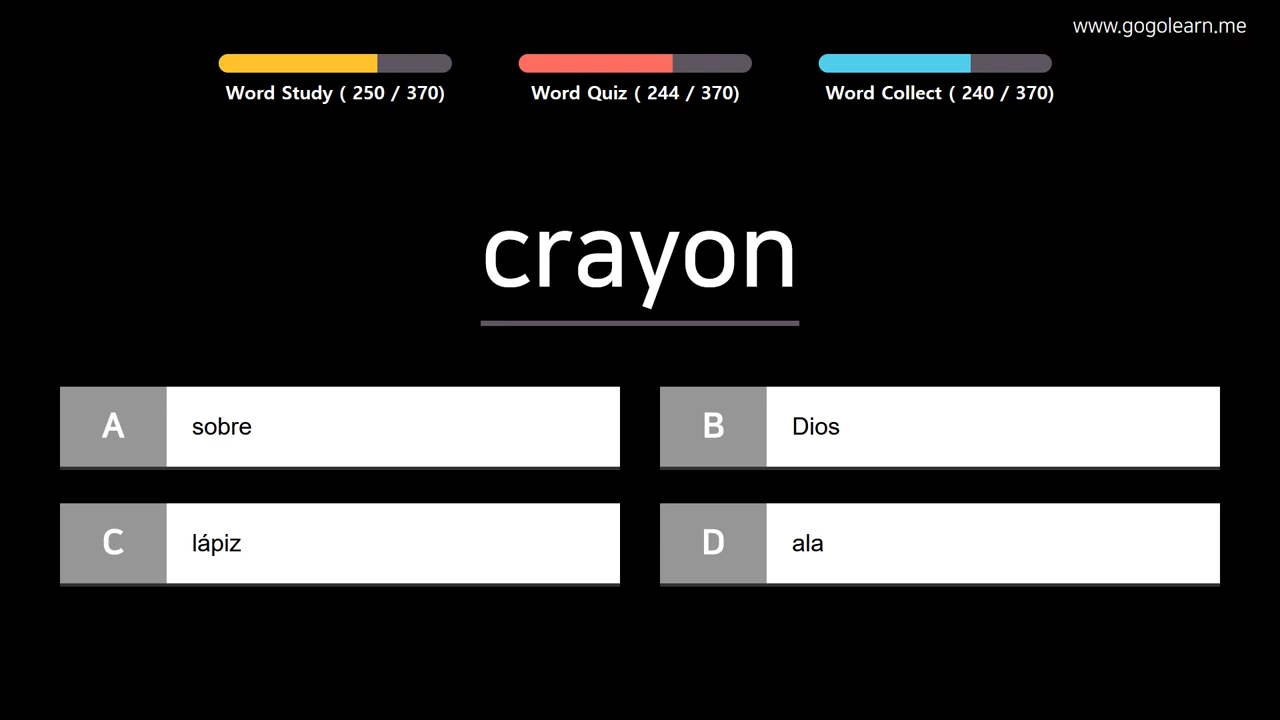 www.gogolearn.me
Word Study ( 250 / 370)
Word Quiz ( 244 / 370)
Word Collect ( 240 / 370)
crayon
A sobre
B Dios
C lápiz
D ala